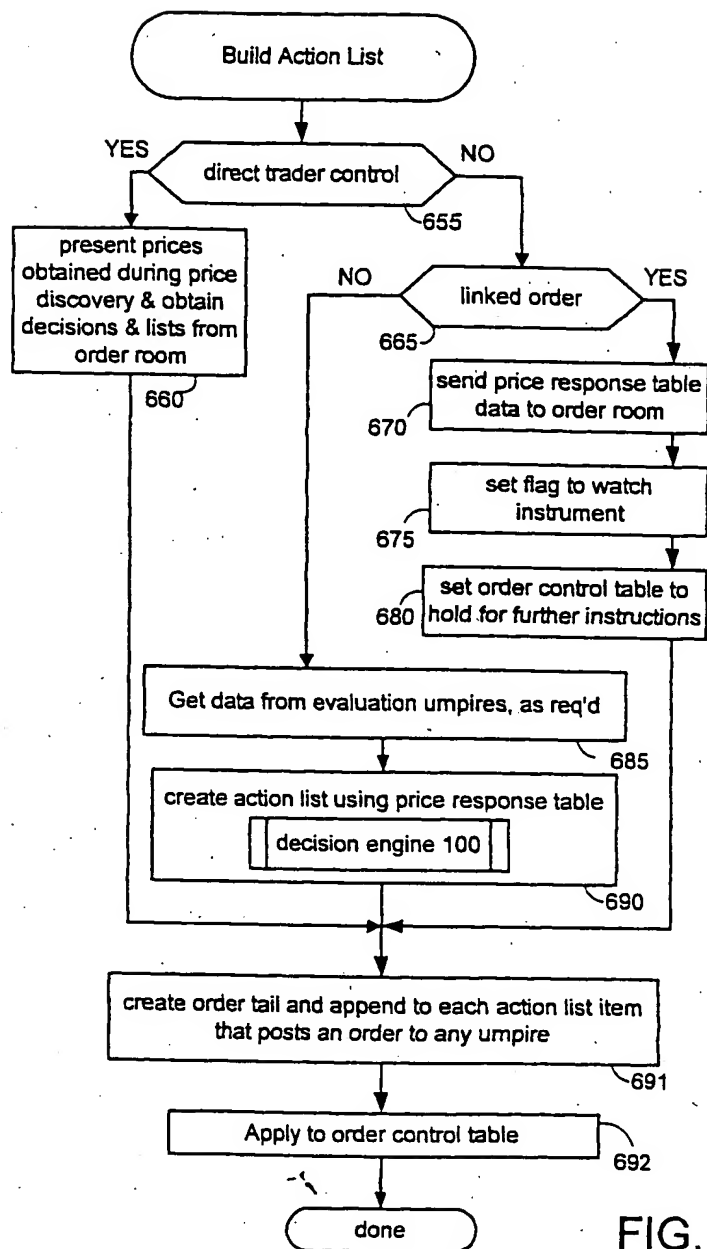 Build Action List
YES
NO
direct trader control
655
present prices
obtained during price
discovery & obtain
decisions & lists from
order room
660
NO
YES
linked order
665
send price response table
data to order room
670
set flag to watch
instrument
675
set order control table to
hold for further instructions
680
Get data from evaluation umpires, as req'd
685
create action list using price response table
decision engine 100
690
create order tail and append to each action list item
that posts an order to any umpire
691
Apply to order control table
692
done
FIG.